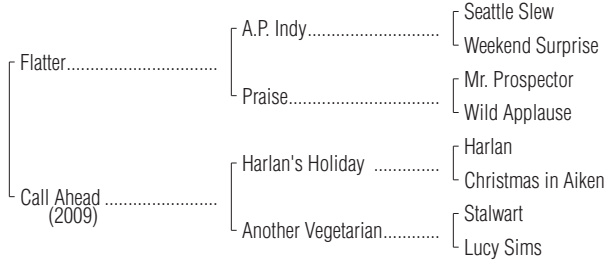 Seattle Slew
A.P. Indy
Weekend Surprise
Flatter
Mr. Prospector
Praise
Wild Applause
Harlan
Harlan's Holiday
Christmas in Aiken
Call Ahead
(2009)
Stalwart
Another Vegetarian
Lucy Sims